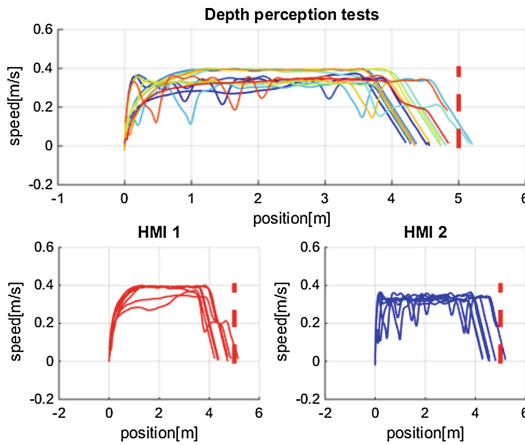 Depth perception tests
0.6
0.4
0.2
0
-0.2
speed[m/s]
-1 0 1 2 3 4 5 6
position[m]
HMI 1 HMI 2
0.6 0.6
0.4 0.4
0.2 0.2
0 0
-0.2 -0.2
speed[m/s] speed[m/s]
-2 0 2 4 6 -2 0 2 4 6
position[m] position[m]